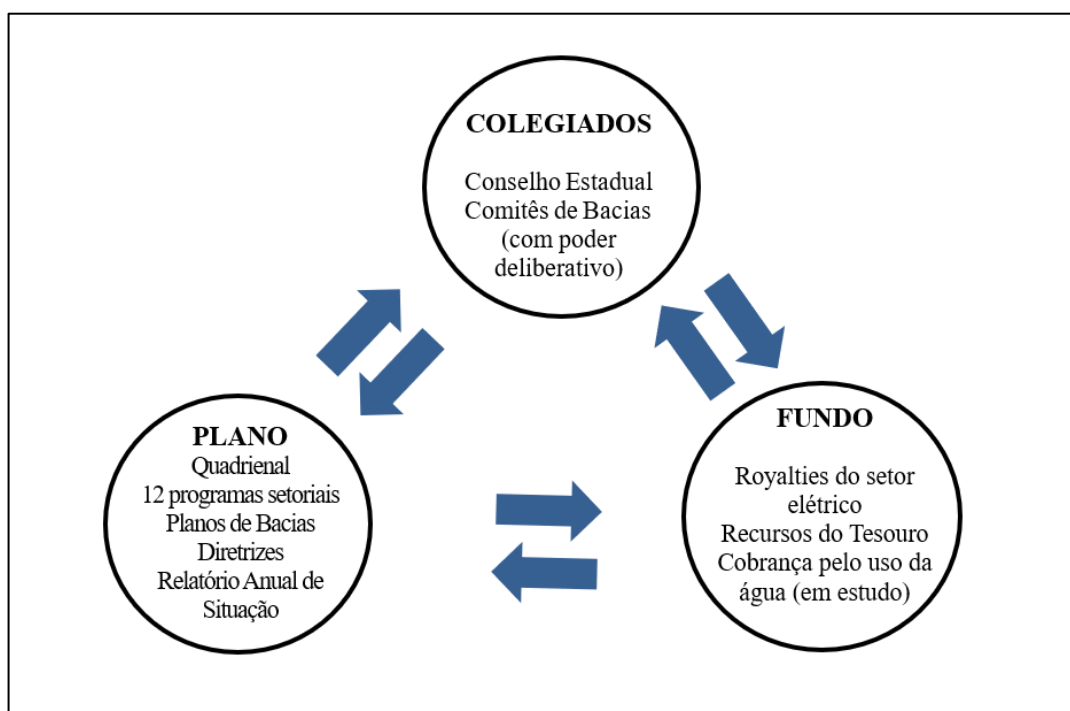 COLEGIADOS
Conselho Estadual
Comitês de Bacias
(com poder
deliberativo)
PLANO
Quadrienal
12 programas setoriais
Planos de Bacias
Diretrizes
Relatório Anual de
Situação
FUNDO
Royalties do setor
elétrico
Recursos do Tesouro
Cobrança pelo uso da
água (em estudo)